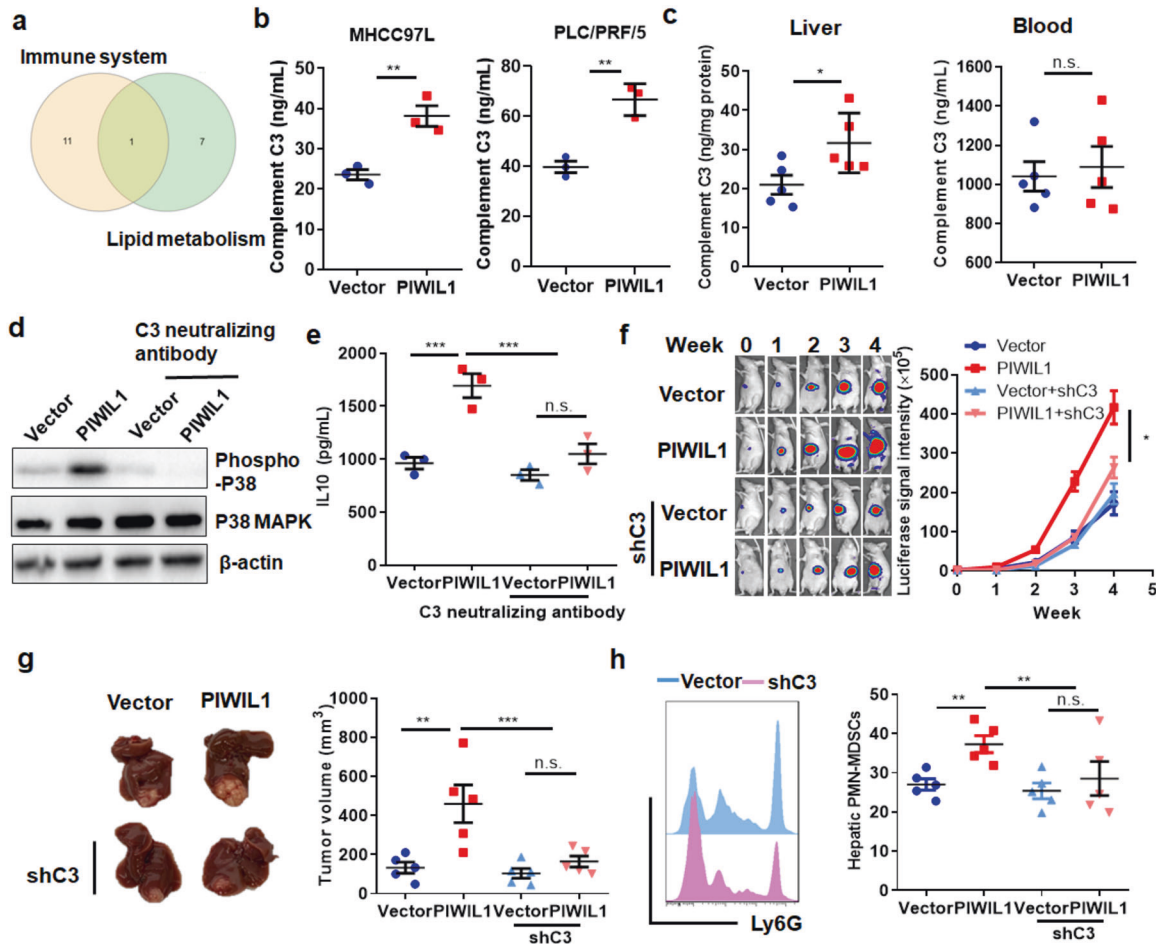 a
Immune system
11
1
7
Lipid metabolism
b
MHCC97L
Complement C3 (ng/mL)
50
40
30
20
10
0
**
Vector PIWIL1
PLC/PRF/5
Complement C3 (ng/mL)
80
60
40
20
0
**
Vector PIWIL1
c
Liver
Complement C3 (ng/mg protein)
50
40
30
20
10
0
*
Vector PIWIL1
Blood
Complement C3 (ng/mL)
1600
1400
1200
1000
800
600
n.s.
Vector PIWIL1
d
C3 neutralizing
antibody
Vector
PIWIL1
Vector
PIWIL1
Phospho
-P38
P38 MAPK
β-actin
e
IL10 (pg/mL)
2000
1500
1000
500
0
***
***
n.s.
VectorPIWIL1 VectorPIWIL1
C3 neutralizing antibody
f
Week 0 1 2 3 4
Vector
PIWIL1
shC3
Vector
PIWIL1
Luciferase signal intensity (×10⁵)
500
400
300
200
100
0
0 1 2 3 4 5
Week
Vector
PIWIL1
Vector+shC3
PIWIL1+shC3
*
g
Vector PIWIL1
shC3
Tumor volume (mm³)
1000
800
600
400
200
0
**
***
n.s.
VectorPIWIL1 VectorPIWIL1
shC3
h
Vector shC3
Ly6G
Hepatic PMN-MDSCs
50
40
30
20
10
0
**
**
n.s.
VectorPIWIL1 VectorPIWIL1
shC3